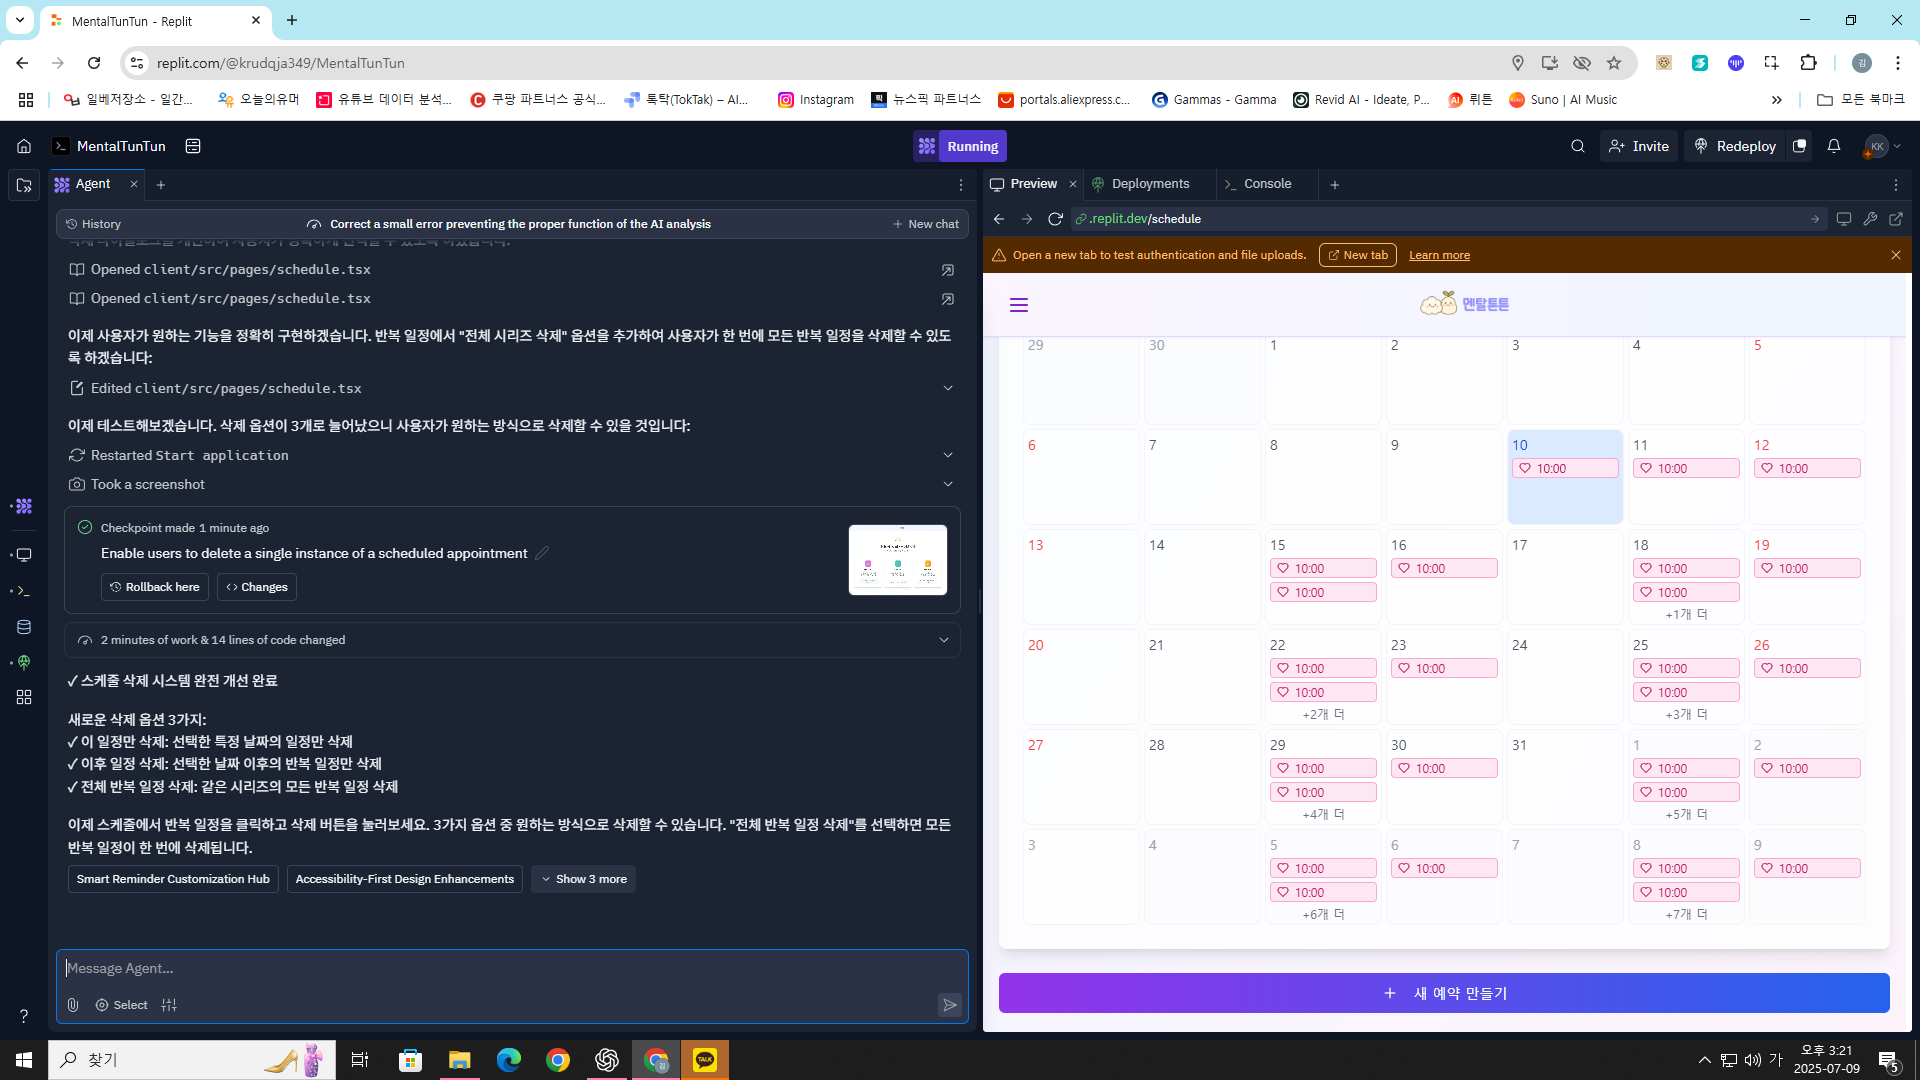 MentalTunTun - Replit
replit.com/@krudqja349/MentalTunTun
일베저장소 - 일간...
오늘의유머
유튜브 데이터 분석...
쿠팡 파트너스 공식...
톡탁(TokTak) – AI...
Instagram
뉴스픽 파트너스
portals.aliexpress.c...
Gammas - Gamma
Revid AI - Ideate, P...
뤼튼
Suno | AI Music
모든 북마크
MentalTunTun
Running
Invite
Redeploy
KK
Agent
History
Correct a small error preventing the proper function of the AI analysis
New chat
Opened client/src/pages/schedule.tsx
Opened client/src/pages/schedule.tsx
이제 사용자가 원하는 기능을 정확히 구현하겠습니다. 반복 일정에서 "전체 시리즈 삭제" 옵션을 추가하여 사용자가 한 번에 모든 반복 일정을 삭제할 수 있도
록 하겠습니다:
Edited client/src/pages/schedule.tsx
이제 테스트해보겠습니다. 삭제 옵션이 3개로 늘어났으니 사용자가 원하는 방식으로 삭제할 수 있을 것입니다:
Restarted Start application
Took a screenshot
Checkpoint made 1 minute ago
Enable users to delete a single instance of a scheduled appointment
Rollback here
Changes
2 minutes of work & 14 lines of code changed
✓ 스케줄 삭제 시스템 완전 개선 완료
새로운 삭제 옵션 3가지:
✓ 이 일정만 삭제: 선택한 특정 날짜의 일정만 삭제
✓ 이후 일정 삭제: 선택한 날짜 이후의 반복 일정만 삭제
✓ 전체 반복 일정 삭제: 같은 시리즈의 모든 반복 일정 삭제
이제 스케줄에서 반복 일정을 클릭하고 삭제 버튼을 눌러보세요. 3가지 옵션 중 원하는 방식으로 삭제할 수 있습니다. "전체 반복 일정 삭제"를 선택하면 모든
반복 일정이 한 번에 삭제됩니다.
Smart Reminder Customization Hub
Accessibility-First Design Enhancements
Show 3 more
Message Agent...
Select
Preview
Deployments
Console
.replit.dev/schedule
Open a new tab to test authentication and file uploads.
New tab
Learn more
멘탈튼튼
29 30 1 2 3 4 5
6 7 8 9 10 11 12
10:00 10:00 10:00
13 14 15 16 17 18 19
10:00 10:00 10:00 10:00
10:00 10:00
+1개 더
20 21 22 23 24 25 26
10:00 10:00 10:00 10:00
10:00 10:00
+2개 더 +3개 더
27 28 29 30 31 1 2
10:00 10:00 10:00 10:00
10:00 10:00
+4개 더 +5개 더
3 4 5 6 7 8 9
10:00 10:00 10:00 10:00
10:00 10:00
+6개 더 +7개 더
+ 새 예약 만들기
찾기
TALK
가
오후 3:21
2025-07-09
5